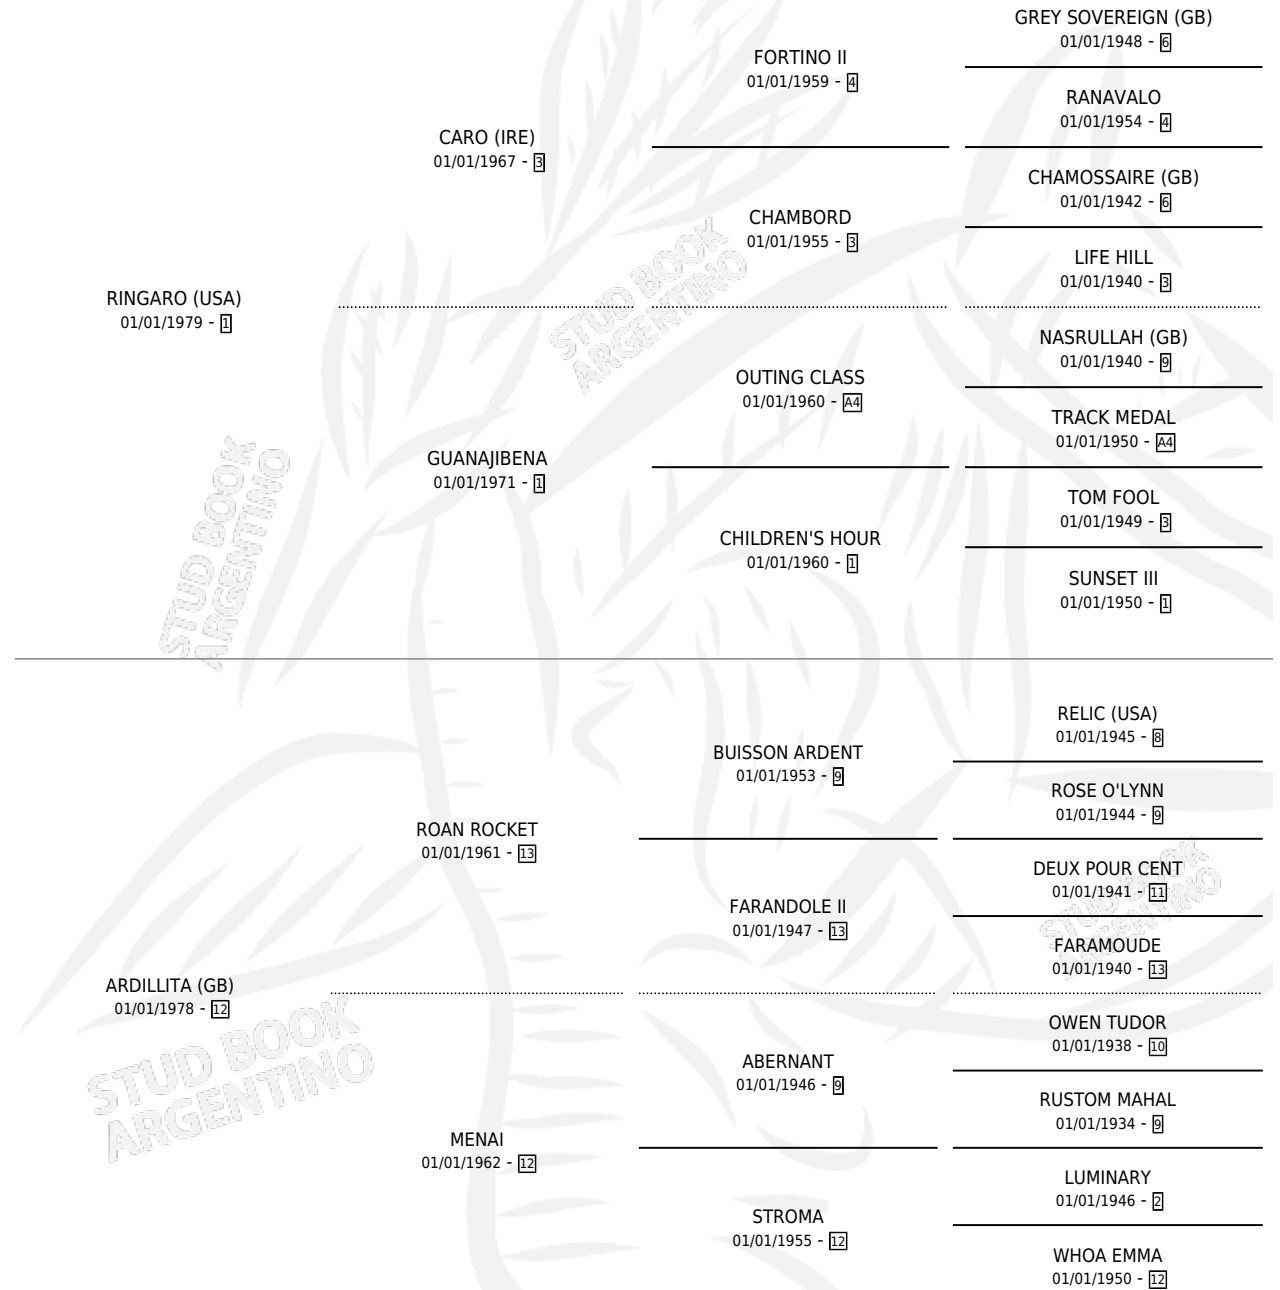 GREY SOVEREIGN (GB)
01/01/1948 - 6
FORTINO II
01/01/1959 - 4
RANAVALO
01/01/1954 - 4
CARO (IRE)
01/01/1967 - 3
CHAMOSSAIRE (GB)
01/01/1942 - 6
CHAMBORD
01/01/1955 - 3
LIFE HILL
01/01/1940 - 3
RINGARO (USA)
01/01/1979 - 1
STUD BOOK
ARGENTINO
NASRULLAH (GB)
01/01/1940 - 9
OUTING CLASS
01/01/1960 - A4
TRACK MEDAL
01/01/1950 - A4
GUANAJIBENA
01/01/1971 - 1
TOM FOOL
01/01/1949 - 3
CHILDREN'S HOUR
01/01/1960 - 1
SUNSET III
01/01/1950 - 1
STUD BOOK
ARGENTINO
RELIC (USA)
01/01/1945 - 8
BUISSON ARDENT
01/01/1953 - 9
ROSE O'LYNN
01/01/1944 - 9
ROAN ROCKET
01/01/1961 - 13
DEUX POUR CENT
01/01/1941 - 11
FARANDOLE II
01/01/1947 - 13
STUD BOOK
ARGENTINO
FARAMOUDE
01/01/1940 - 13
ARDILLITA (GB)
01/01/1978 - 12
OWEN TUDOR
01/01/1938 - 10
STUD BOOK
ARGENTINO
ABERNANT
01/01/1946 - 9
RUSTOM MAHAL
01/01/1934 - 9
MENAI
01/01/1962 - 12
LUMINARY
01/01/1946 - 2
STROMA
01/01/1955 - 12
WHOA EMMA
01/01/1950 - 12